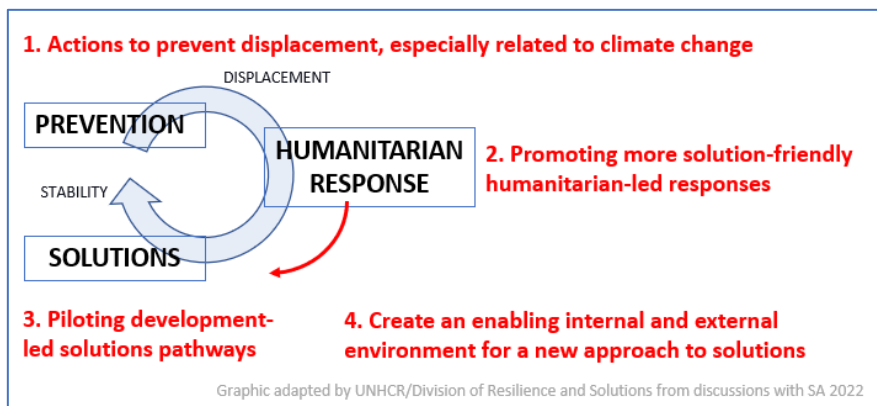 1. Actions to prevent displacement, especially related to climate change
DISPLACEMENT
PREVENTION
HUMANITARIAN
RESPONSE
2. Promoting more solution-friendly
humanitarian-led responses
STABILITY
SOLUTIONS
3. Piloting development-
led solutions pathways
4. Create an enabling internal and external
environment for a new approach to solutions
Graphic adapted by UNHCR/Division of Resilience and Solutions from discussions with SA 2022